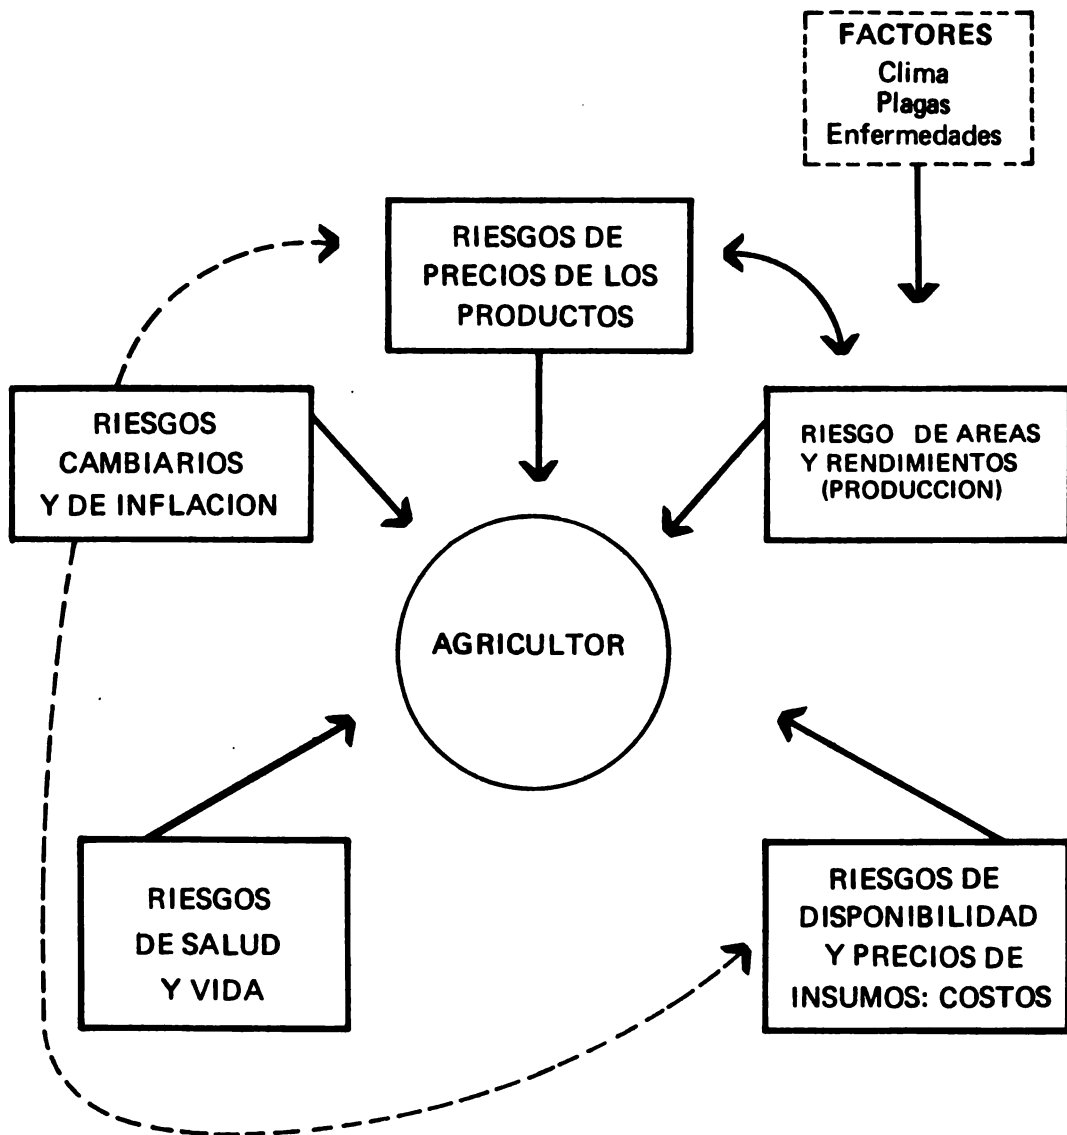 FACTORES
Clima
Plagas
Enfermedades
RIESGOS DE
PRECIOS DE LOS
PRODUCTOS
RIESGOS
CAMBIARIOS
Y DE INFLACION
RIESGO DE AREAS
Y RENDIMIENTOS
(PRODUCCION)
AGRICULTOR
RIESGOS
DE SALUD
Y VIDA
RIESGOS DE
DISPONIBILIDAD
Y PRECIOS DE
INSUMOS: COSTOS